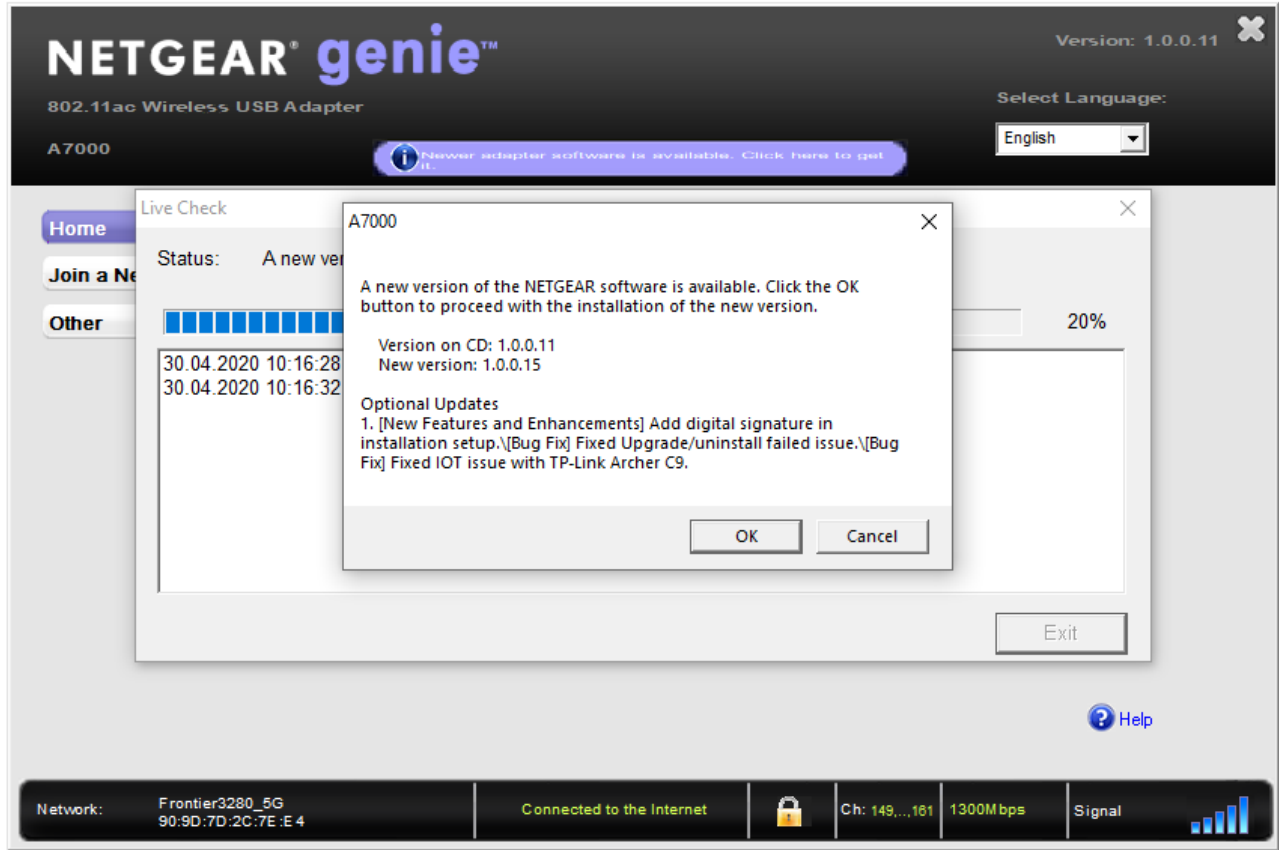 NETGEAR® genie™
Version: 1.0.0.11
802.11ac Wireless USB Adapter
Select Language:
A7000
English
Newer adapter software is available. Click here to get
it.
Live Check
Home
Join a Ne
Other
Status: A new ver
20%
30.04.2020 10:16:28
30.04.2020 10:16:32
A7000
A new version of the NETGEAR software is available. Click the OK
button to proceed with the installation of the new version.
Version on CD: 1.0.0.11
New version: 1.0.0.15
Optional Updates
1. [New Features and Enhancements] Add digital signature in
installation setup.\[Bug Fix] Fixed Upgrade/uninstall failed issue.\[Bug
Fix] Fixed IOT issue with TP-Link Archer C9.
OK Cancel
Exit
Help
Network: Frontier3280_5G
90:9D:7D:2C:7E:E4
Connected to the Internet
Ch: 149,..,161
1300Mbps
Signal